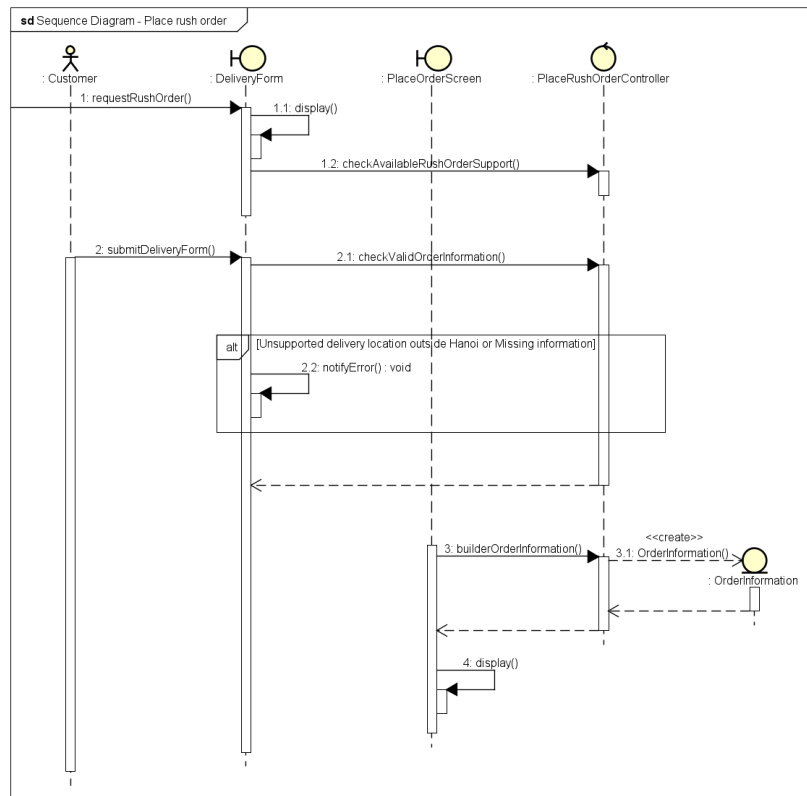 sd Sequence Diagram - Place rush order
: Customer
: DeliveryForm
: PlaceOrderScreen
: PlaceRushOrderController
1: requestRushOrder()
1.1: display()
1.2: checkAvailableRushOrderSupport()
2: submitDeliveryForm()
2.1: checkValidOrderInformation()
alt
[Unsupported delivery location outside Hanoi or Missing information]
2.2: notifyError() : void
3: builderOrderInformation()
<<create>>
3.1: OrderInformation()
: OrderInformation
4: display()